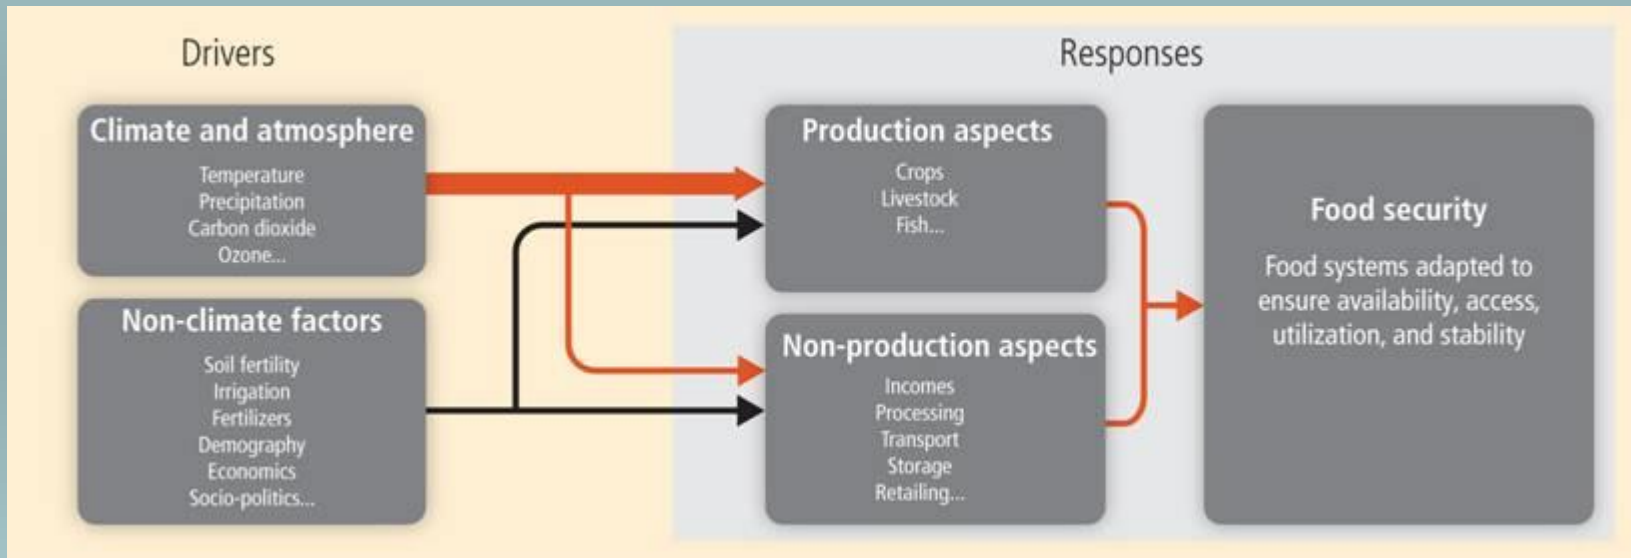 Drivers
Responses
Climate and atmosphere
Temperature
Precipitation
Carbon dioxide
Ozone...
Non-climate factors
Soil fertility
Irrigation
Fertilizers
Demography
Economics
Socio-politics...
Production aspects
Crops
Livestock
Fish...
Non-production aspects
Incomes
Processing
Transport
Storage
Retailing...
Food security
Food systems adapted to
ensure availability, access,
utilization, and stability